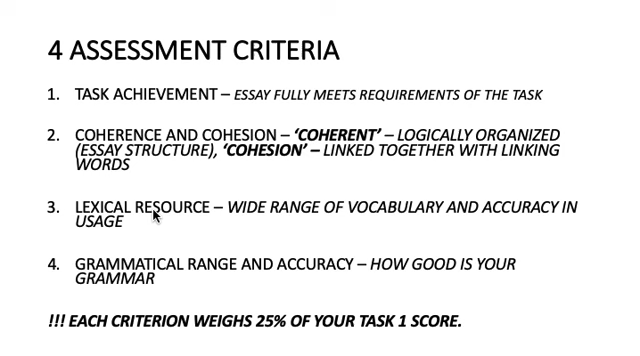 4 ASSESSMENT CRITERIA
1. TASK ACHIEVEMENT – ESSAY FULLY MEETS REQUIREMENTS OF THE TASK
2. COHERENCE AND COHESION – ‘COHERENT’ – LOGICALLY ORGANIZED
(ESSAY STRUCTURE), ‘COHESION’ – LINKED TOGETHER WITH LINKING
WORDS
3. LEXICAL RESOURCE – WIDE RANGE OF VOCABULARY AND ACCURACY IN
USAGE
4. GRAMMATICAL RANGE AND ACCURACY – HOW GOOD IS YOUR
GRAMMAR
!!! EACH CRITERION WEIGHS 25% OF YOUR TASK 1 SCORE.